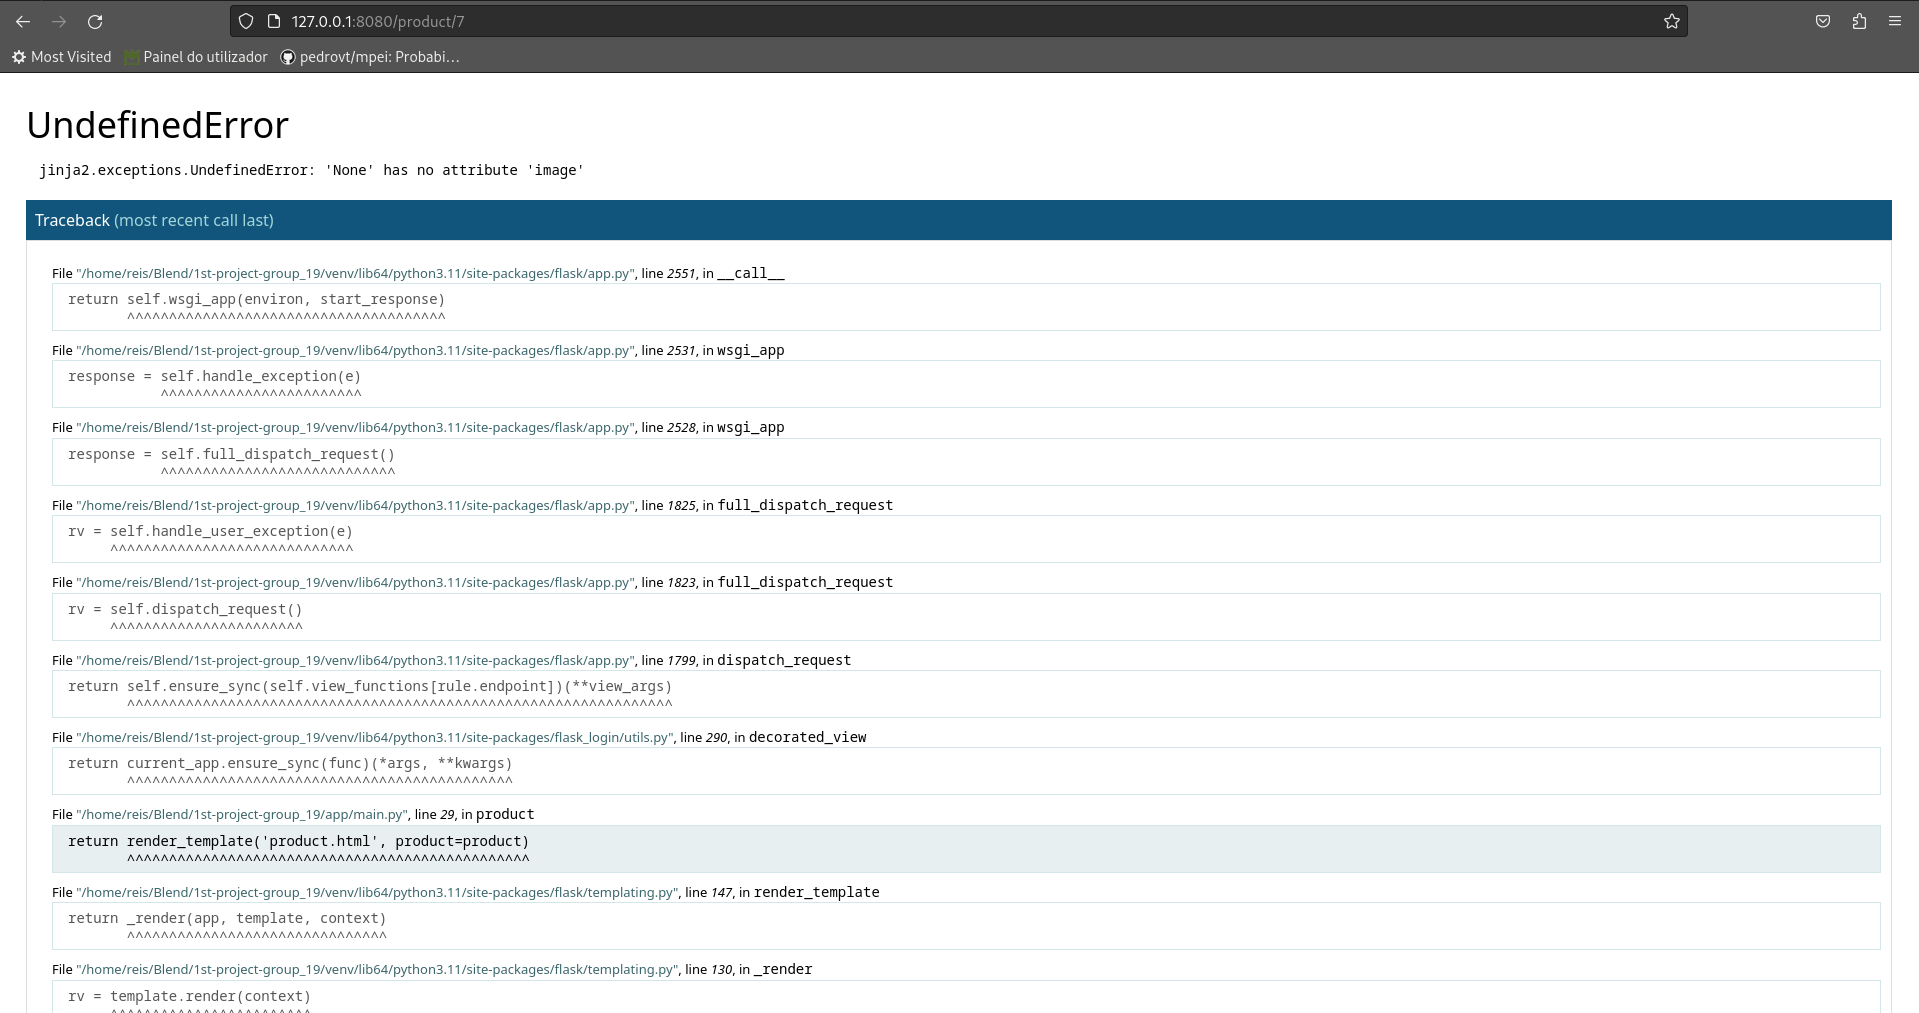 127.0.0.1:8080/product/7
Most Visited Painel do utilizador pedrovt/mpei: Probabi…
UndefinedError
jinja2.exceptions.UndefinedError: 'None' has no attribute 'image'
Traceback (most recent call last)
File "/home/reis/Blend/1st-project-group_19/venv/lib64/python3.11/site-packages/flask/app.py", line 2551, in __call__
return self.wsgi_app(environ, start_response)
^^^^^^^^^^^^^^^^^^^^^^^^^^^^^^^^^^^^^^
File "/home/reis/Blend/1st-project-group_19/venv/lib64/python3.11/site-packages/flask/app.py", line 2531, in wsgi_app
response = self.handle_exception(e)
^^^^^^^^^^^^^^^^^^^^^^^^
File "/home/reis/Blend/1st-project-group_19/venv/lib64/python3.11/site-packages/flask/app.py", line 2528, in wsgi_app
response = self.full_dispatch_request()
^^^^^^^^^^^^^^^^^^^^^^^^^^^^
File "/home/reis/Blend/1st-project-group_19/venv/lib64/python3.11/site-packages/flask/app.py", line 1825, in full_dispatch_request
rv = self.handle_user_exception(e)
^^^^^^^^^^^^^^^^^^^^^^^^^^^^^
File "/home/reis/Blend/1st-project-group_19/venv/lib64/python3.11/site-packages/flask/app.py", line 1823, in full_dispatch_request
rv = self.dispatch_request()
^^^^^^^^^^^^^^^^^^^^^^^
File "/home/reis/Blend/1st-project-group_19/venv/lib64/python3.11/site-packages/flask/app.py", line 1799, in dispatch_request
return self.ensure_sync(self.view_functions[rule.endpoint])(**view_args)
^^^^^^^^^^^^^^^^^^^^^^^^^^^^^^^^^^^^^^^^^^^^^^^^^^^^^^^^^^^^^^^^^
File "/home/reis/Blend/1st-project-group_19/venv/lib64/python3.11/site-packages/flask_login/utils.py", line 290, in decorated_view
return current_app.ensure_sync(func)(*args, **kwargs)
^^^^^^^^^^^^^^^^^^^^^^^^^^^^^^^^^^^^^^^^^^^^^^
File "/home/reis/Blend/1st-project-group_19/app/main.py", line 29, in product
return render_template('product.html', product=product)
^^^^^^^^^^^^^^^^^^^^^^^^^^^^^^^^^^^^^^^^^^^^^^^^
File "/home/reis/Blend/1st-project-group_19/venv/lib64/python3.11/site-packages/flask/templating.py", line 147, in render_template
return _render(app, template, context)
^^^^^^^^^^^^^^^^^^^^^^^^^^^^^^^
File "/home/reis/Blend/1st-project-group_19/venv/lib64/python3.11/site-packages/flask/templating.py", line 130, in _render
rv = template.render(context)
^^^^^^^^^^^^^^^^^^^^^^^^